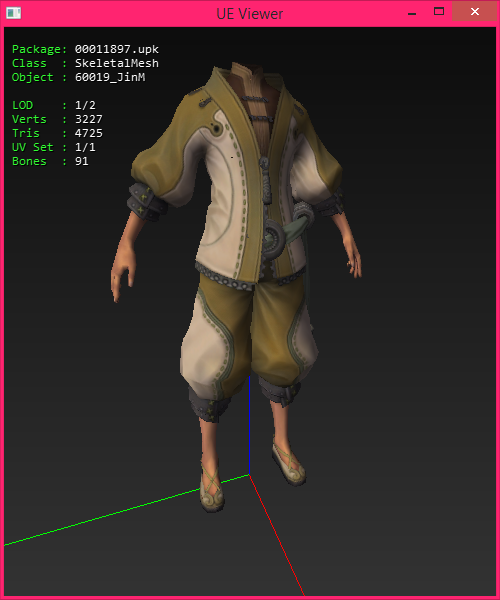 UE Viewer
Package: 00011897.upk
Class  : SkeletalMesh
Object : 60019_JinM
LOD    : 1/2
Verts  : 3227
Tris   : 4725
UV Set : 1/1
Bones  : 91